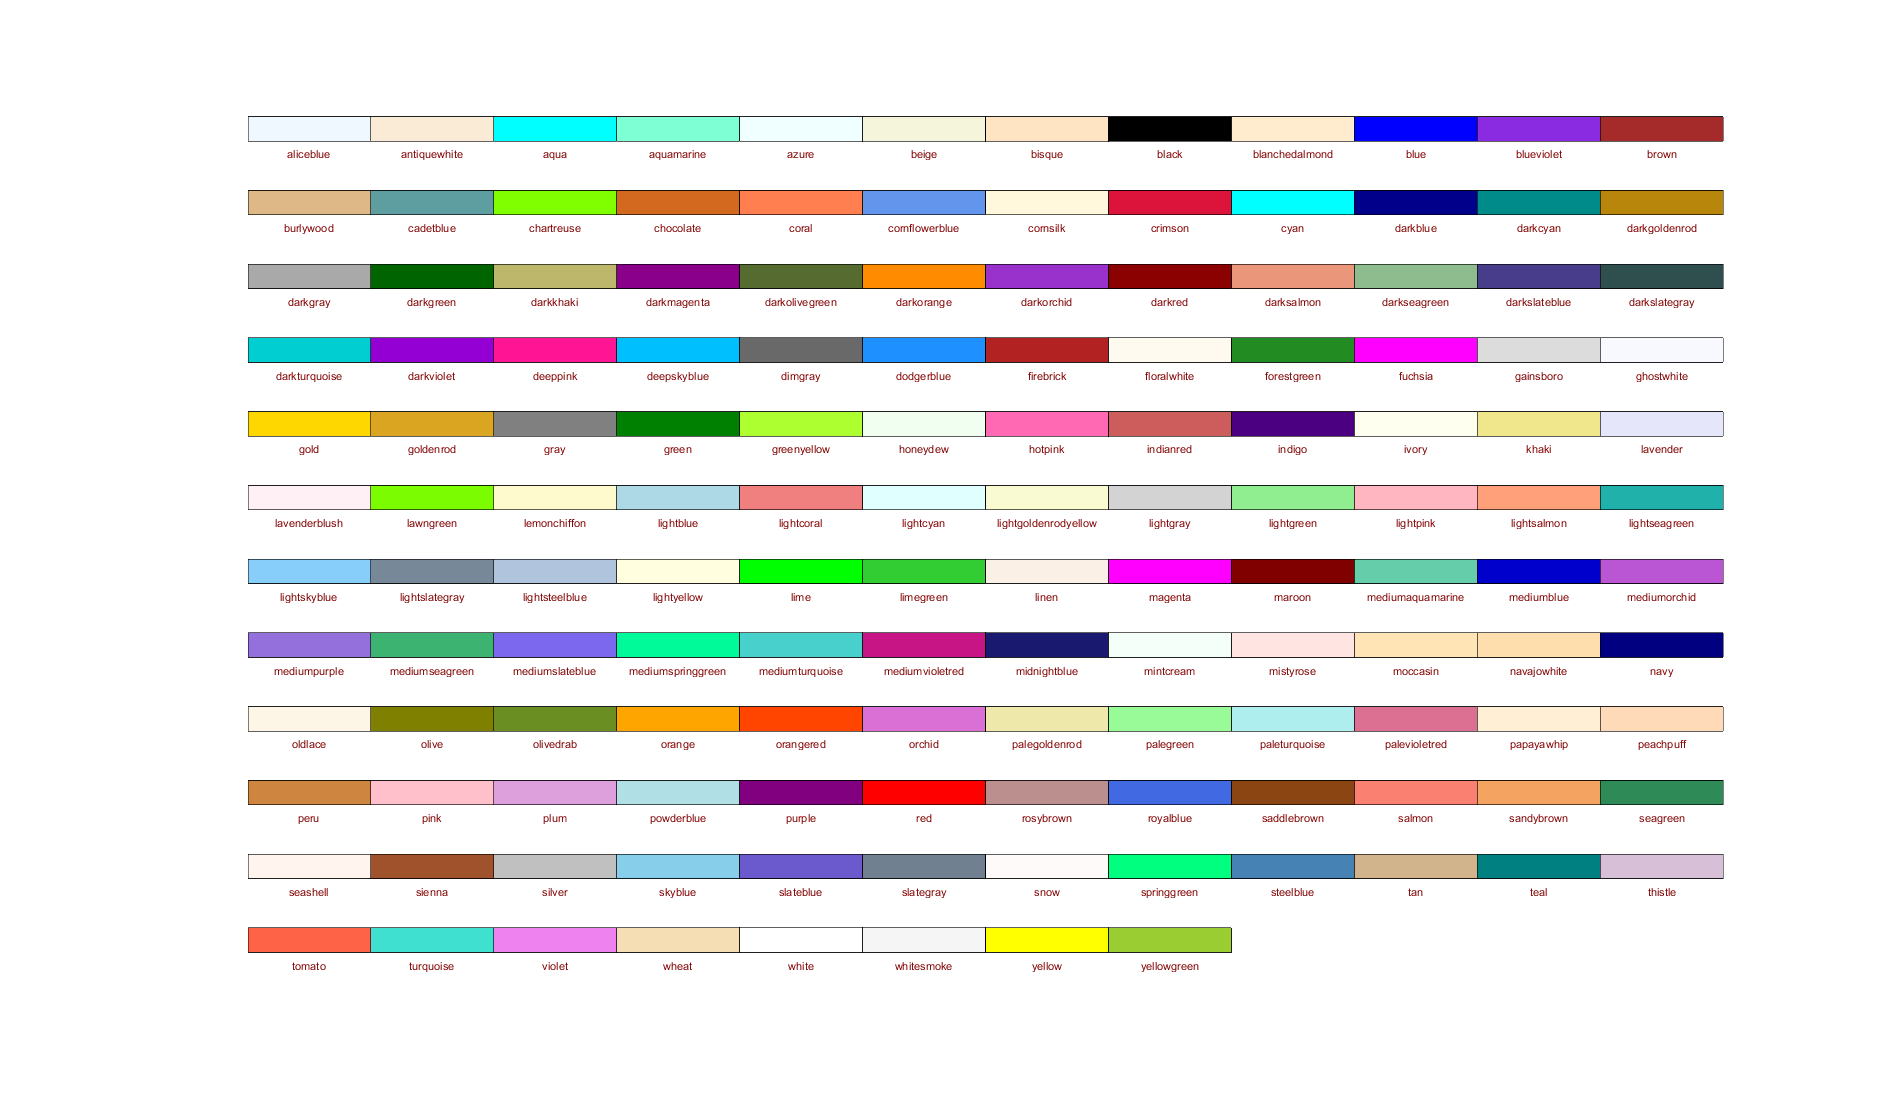 aliceblue antiquewhite aqua aquamarine azure beige bisque black blanchedalmond blue blueviolet brown
burlywood cadetblue chartreuse chocolate coral cornflowerblue cornsilk crimson cyan darkblue darkcyan darkgoldenrod
darkgray darkgreen darkkhaki darkmagenta darkolivegreen darkorange darkorchid darkred darksalmon darkseagreen darkslateblue darkslategray
darkturquoise darkviolet deeppink deepskyblue dimgray dodgerblue firebrick floralwhite forestgreen fuchsia gainsboro ghostwhite
gold goldenrod gray green greenyellow honeydew hotpink indianred indigo ivory khaki lavender
lavenderblush lawngreen lemonchiffon lightblue lightcoral lightcyan lightgoldenrodyellow lightgray lightgreen lightpink lightsalmon lightseagreen
lightskyblue lightslategray lightsteelblue lightyellow lime limegreen linen magenta maroon mediumaquamarine mediumblue mediumorchid
mediumpurple mediumseagreen mediumslateblue mediumspringgreen mediumturquoise mediumvioletred midnightblue mintcream mistyrose moccasin navajowhite navy
oldlace olive olivedrab orange orangered orchid palegoldenrod palegreen paleturquoise palevioletred papayawhip peachpuff
peru pink plum powderblue purple red rosybrown royalblue saddlebrown salmon sandybrown seagreen
seashell sienna silver skyblue slateblue slategray snow springgreen steelblue tan teal thistle
tomato turquoise violet wheat white whitesmoke yellow yellowgreen